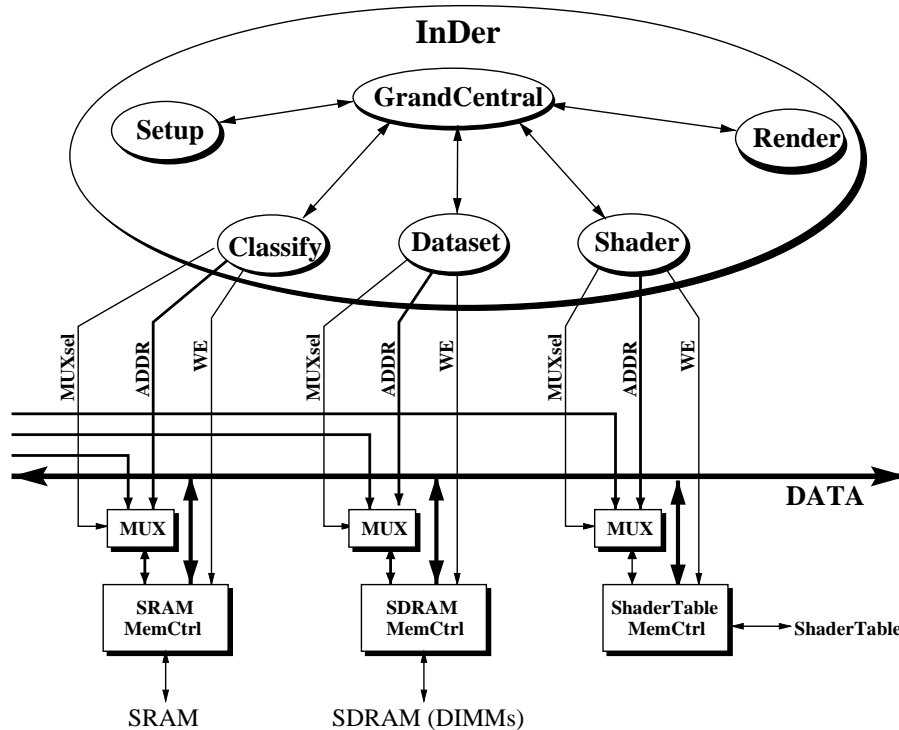 InDer
GrandCentral
Setup
Render
Classify
Dataset
Shader
MUXsel
ADDR
WE
MUXsel
ADDR
WE
MUXsel
ADDR
WE
DATA
MUX
MUX
MUX
SRAM
MemCtrl
SDRAM
MemCtrl
ShaderTable
MemCtrl
ShaderTable
SRAM
SDRAM (DIMMs)